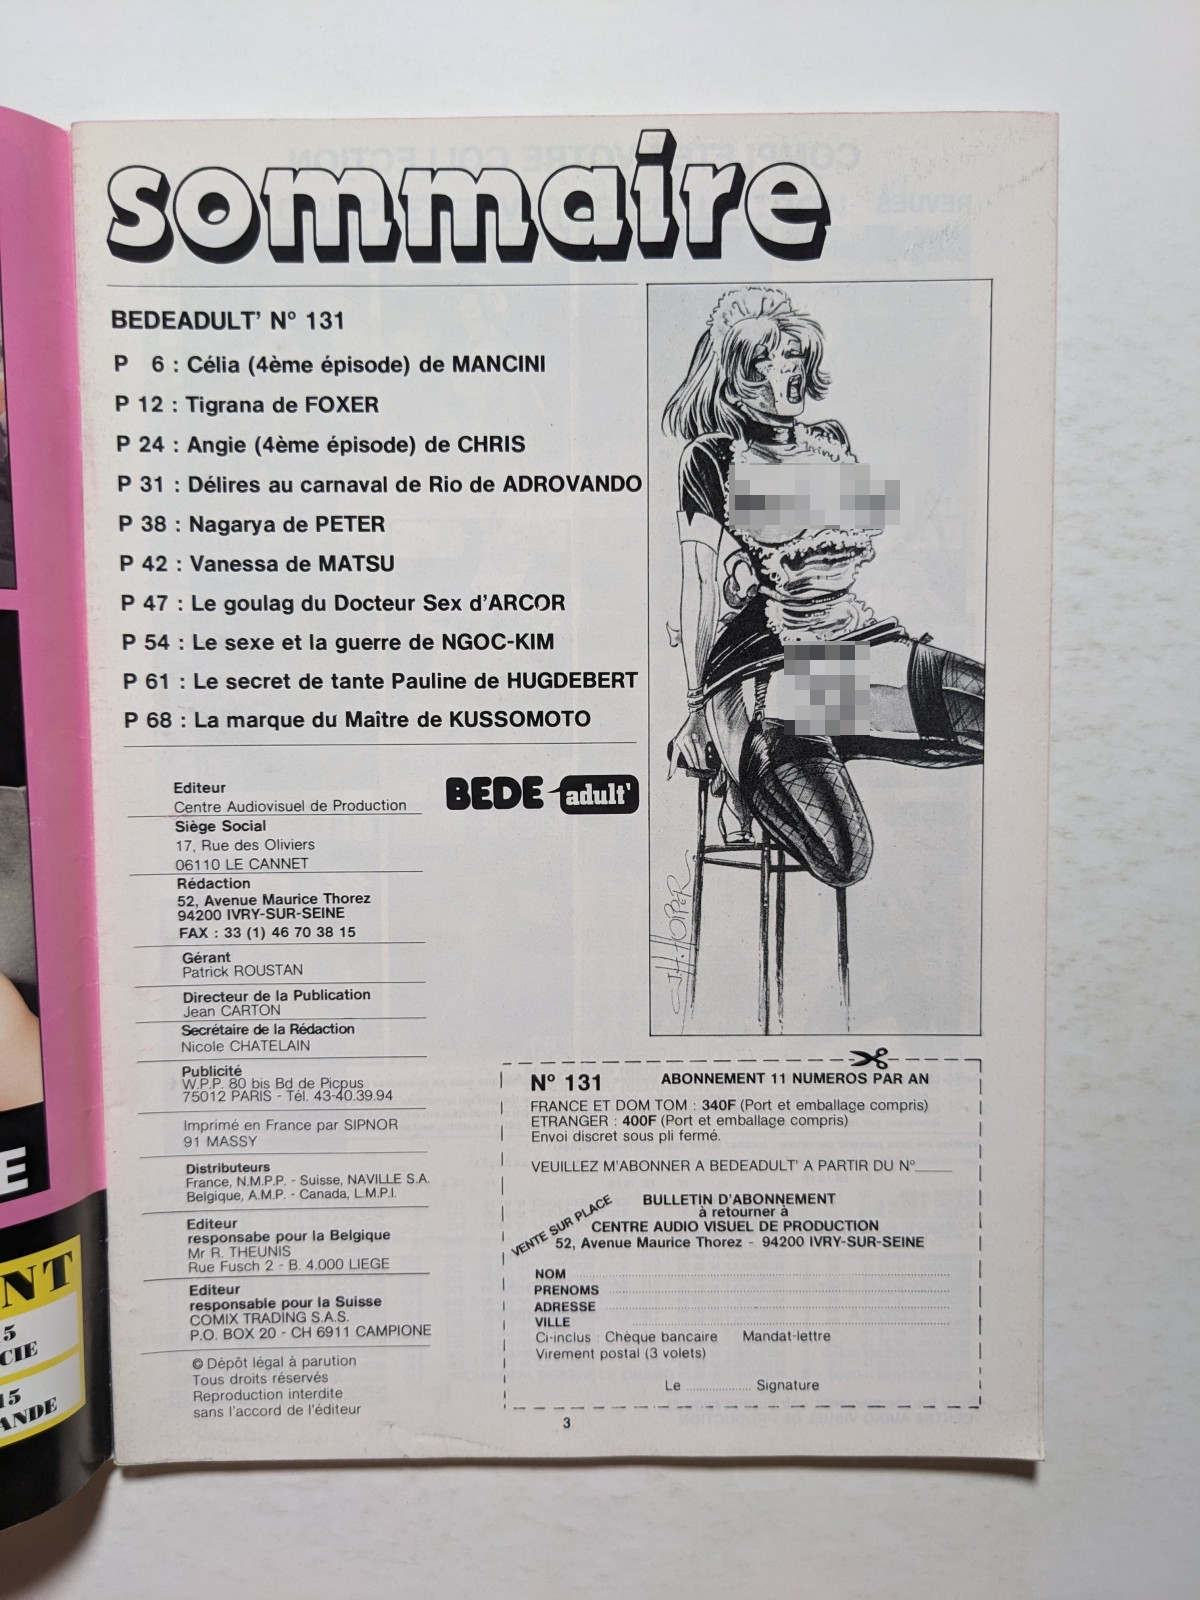 sommaire
BEDEADULT' Nº 131
P 6 : Célia (4ème épisode) de MANCINI
P 12 : Tigrana de FOXER
P 24 : Angie (4ème épisode) de CHRIS
P 31 : Délires au carnaval de Rio de ADROVANDO
P 38 : Nagarya de PETER
P 42 : Vanessa de MATSU
P 47 : Le goulag du Docteur Sex d'ARCOR
P 54 : Le sexe et la guerre de NGOC-KIM
P 61 : Le secret de tante Pauline de HUGDEBERT
P 68 : La marque du Maître de KUSSOMOTO
BEDE adult'
Editeur
Centre Audiovisuel de Production
Siège Social
17, Rue des Oliviers
06110 LE CANNET
Rédaction
52, Avenue Maurice Thorez
94200 IVRY-SUR-SEINE
FAX : 33 (1) 46 70 38 15
Gérant
Patrick ROUSTAN
Directeur de la Publication
Jean CARTON
Secrétaire de la Rédaction
Nicole CHATELAIN
Publicité
W.P.P. 80 bis Bd de Picpus
75012 PARIS - Tél. 43-40.39.94
Imprimé en France par SIPNOR
91 MASSY
Distributeurs
France, N.M.P.P. - Suisse, NAVILLE S.A.
Belgique, A.M.P. - Canada, L.M.P.I.
Editeur
responsabe pour la Belgique
Mr R. THEUNIS
Rue Fusch 2 - B. 4.000 LIEGE
Editeur
responsable pour la Suisse
COMIX TRADING S.A.S.
P.O. BOX 20 - CH 6911 CAMPIONE
© Dépôt légal à parution
Tous droits réservés
Reproduction interdite
sans l'accord de l'éditeur
Nº 131 ABONNEMENT 11 NUMEROS PAR AN
FRANCE ET DOM TOM : 340F (Port et emballage compris)
ETRANGER : 400F (Port et emballage compris)
Envoi discret sous pli fermé.
VEUILLEZ M'ABONNER A BEDEADULT' A PARTIR DU Nº
VENTE SUR PLACE
BULLETIN D'ABONNEMENT
à retourner à
CENTRE AUDIO VISUEL DE PRODUCTION
52, Avenue Maurice Thorez - 94200 IVRY-SUR-SEINE
NOM
PRENOMS
ADRESSE
VILLE
Ci-inclus : Chèque bancaire Mandat-lettre
Virement postal (3 volets)
Le Signature
3